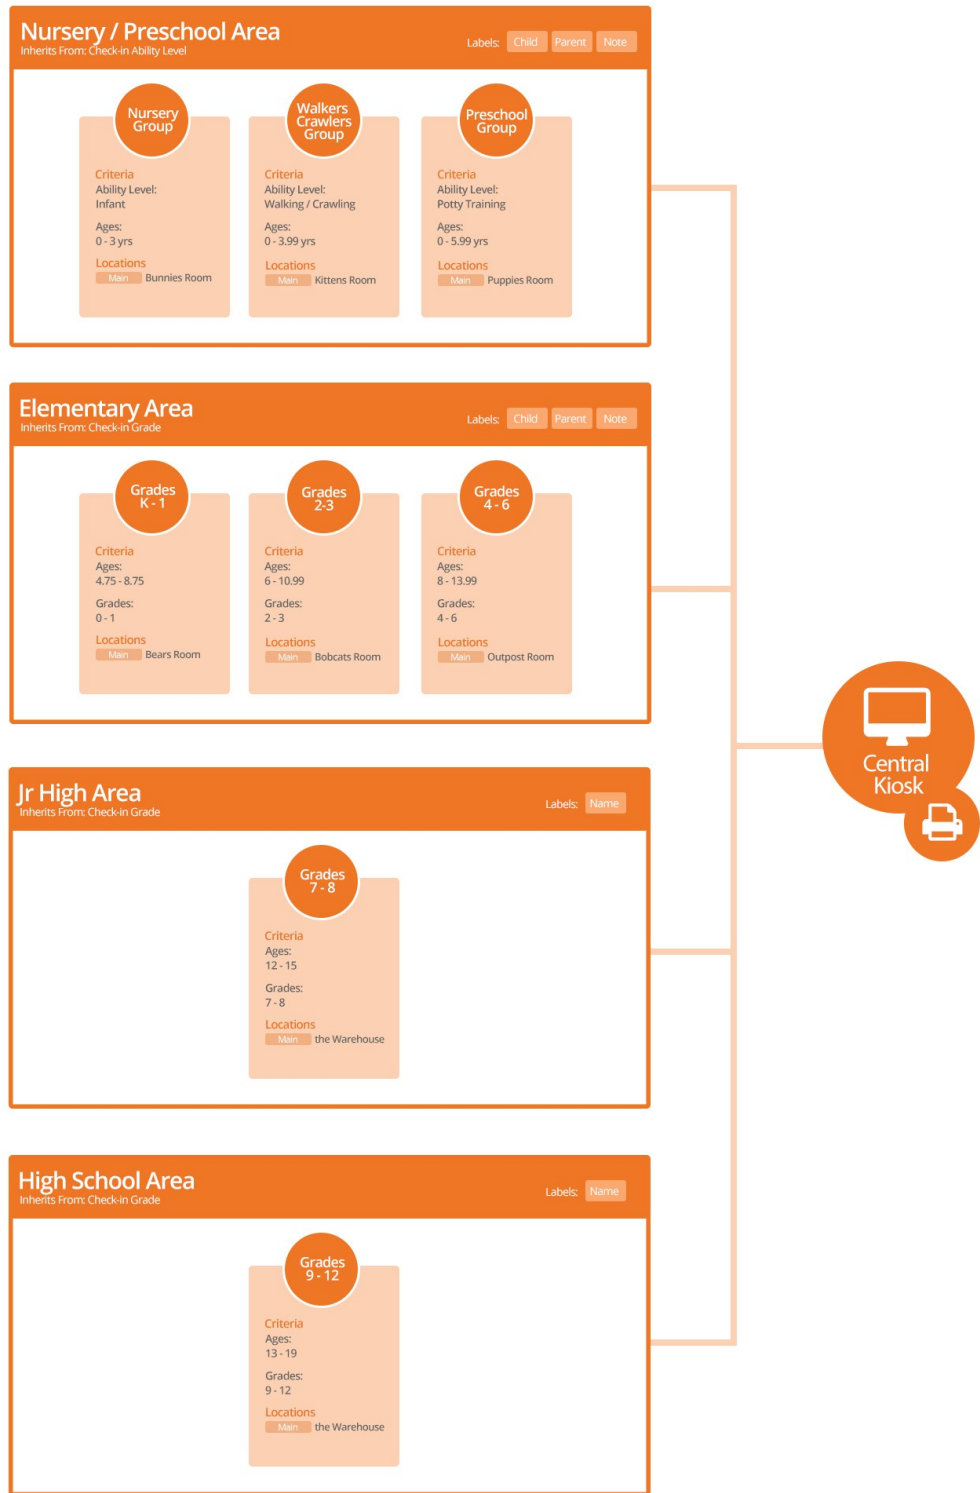 Nursery / Preschool Area
Inherits From: Check-in Ability Level
Labels: Child Parent Note
Nursery
Group
Criteria
Ability Level:
Infant
Ages:
0 - 3 yrs
Locations
Main Bunnies Room
Walkers
Crawlers
Group
Criteria
Ability Level:
Walking / Crawling
Ages:
0 - 3.99 yrs
Locations
Main Kittens Room
Preschool
Group
Criteria
Ability Level:
Potty Training
Ages:
0 - 5.99 yrs
Locations
Main Puppies Room
Elementary Area
Inherits From: Check-in Grade
Labels: Child Parent Note
Grades
K - 1
Criteria
Ages:
4.75 - 8.75
Grades:
0 - 1
Locations
Main Bears Room
Grades
2-3
Criteria
Ages:
6 - 10.99
Grades:
2 - 3
Locations
Main Bobcats Room
Grades
4 - 6
Criteria
Ages:
8 - 13.99
Grades:
4 - 6
Locations
Main Outpost Room
Jr High Area
Inherits From: Check-in Grade
Labels: Name
Grades
7 - 8
Criteria
Ages:
12 - 15
Grades:
7 - 8
Locations
Main the Warehouse
High School Area
Inherits From: Check-in Grade
Labels: Name
Grades
9 - 12
Criteria
Ages:
13 - 19
Grades:
9 - 12
Locations
Main the Warehouse
Central
Kiosk